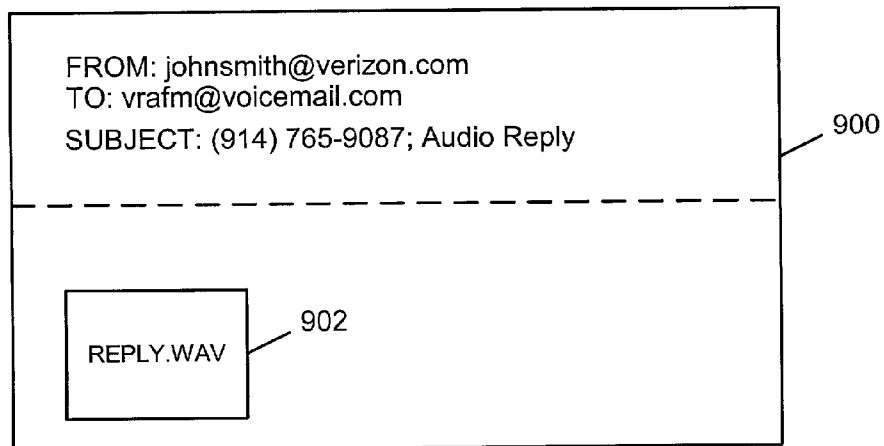 FROM: johnsmith@verizon.com
TO: vrafm@voicemail.com
SUBJECT: (914) 765-9087; Audio Reply
900
REPLY.WAV
902